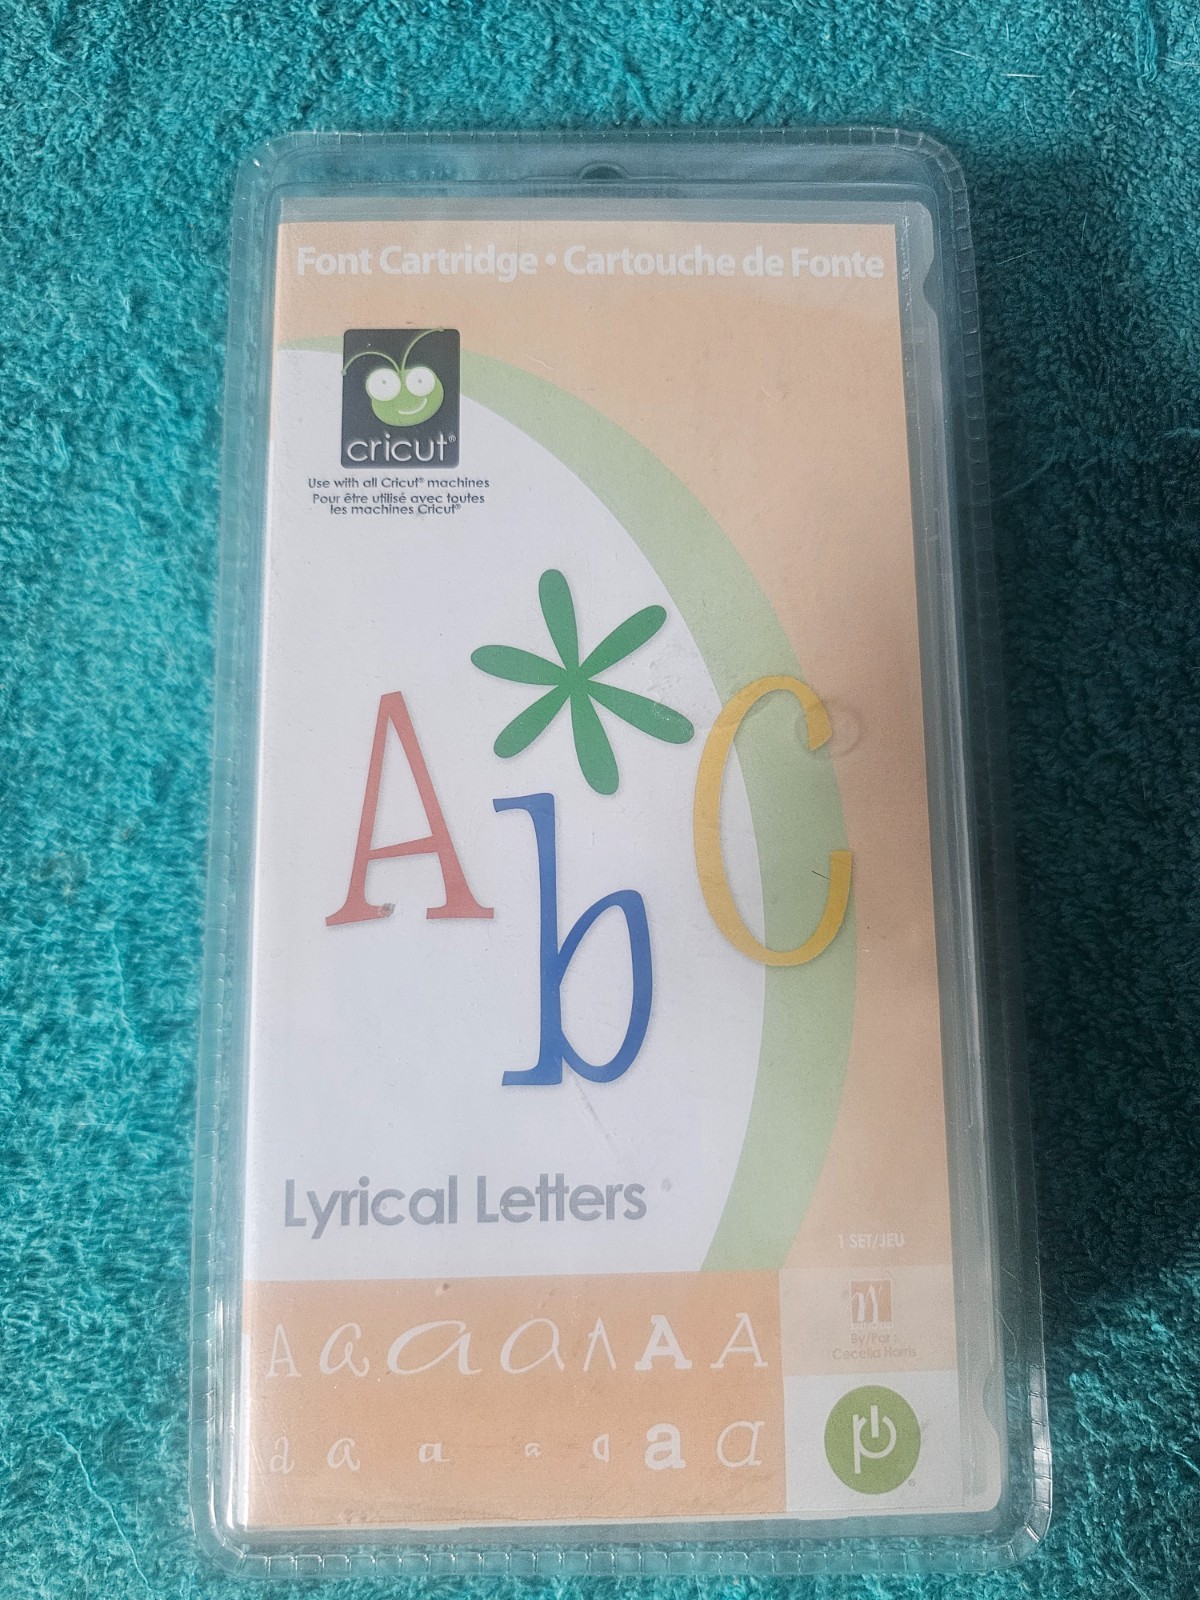 Font Cartridge • Cartouche de Fonte
cricut®
Use with all Cricut® machines
Pour être utilisé avec toutes
les machines Cricut®
A b C
Lyrical Letters
1 SET/JEU
By/Par :
Cecelia Harris
A a a a A A A
a a a a a a a